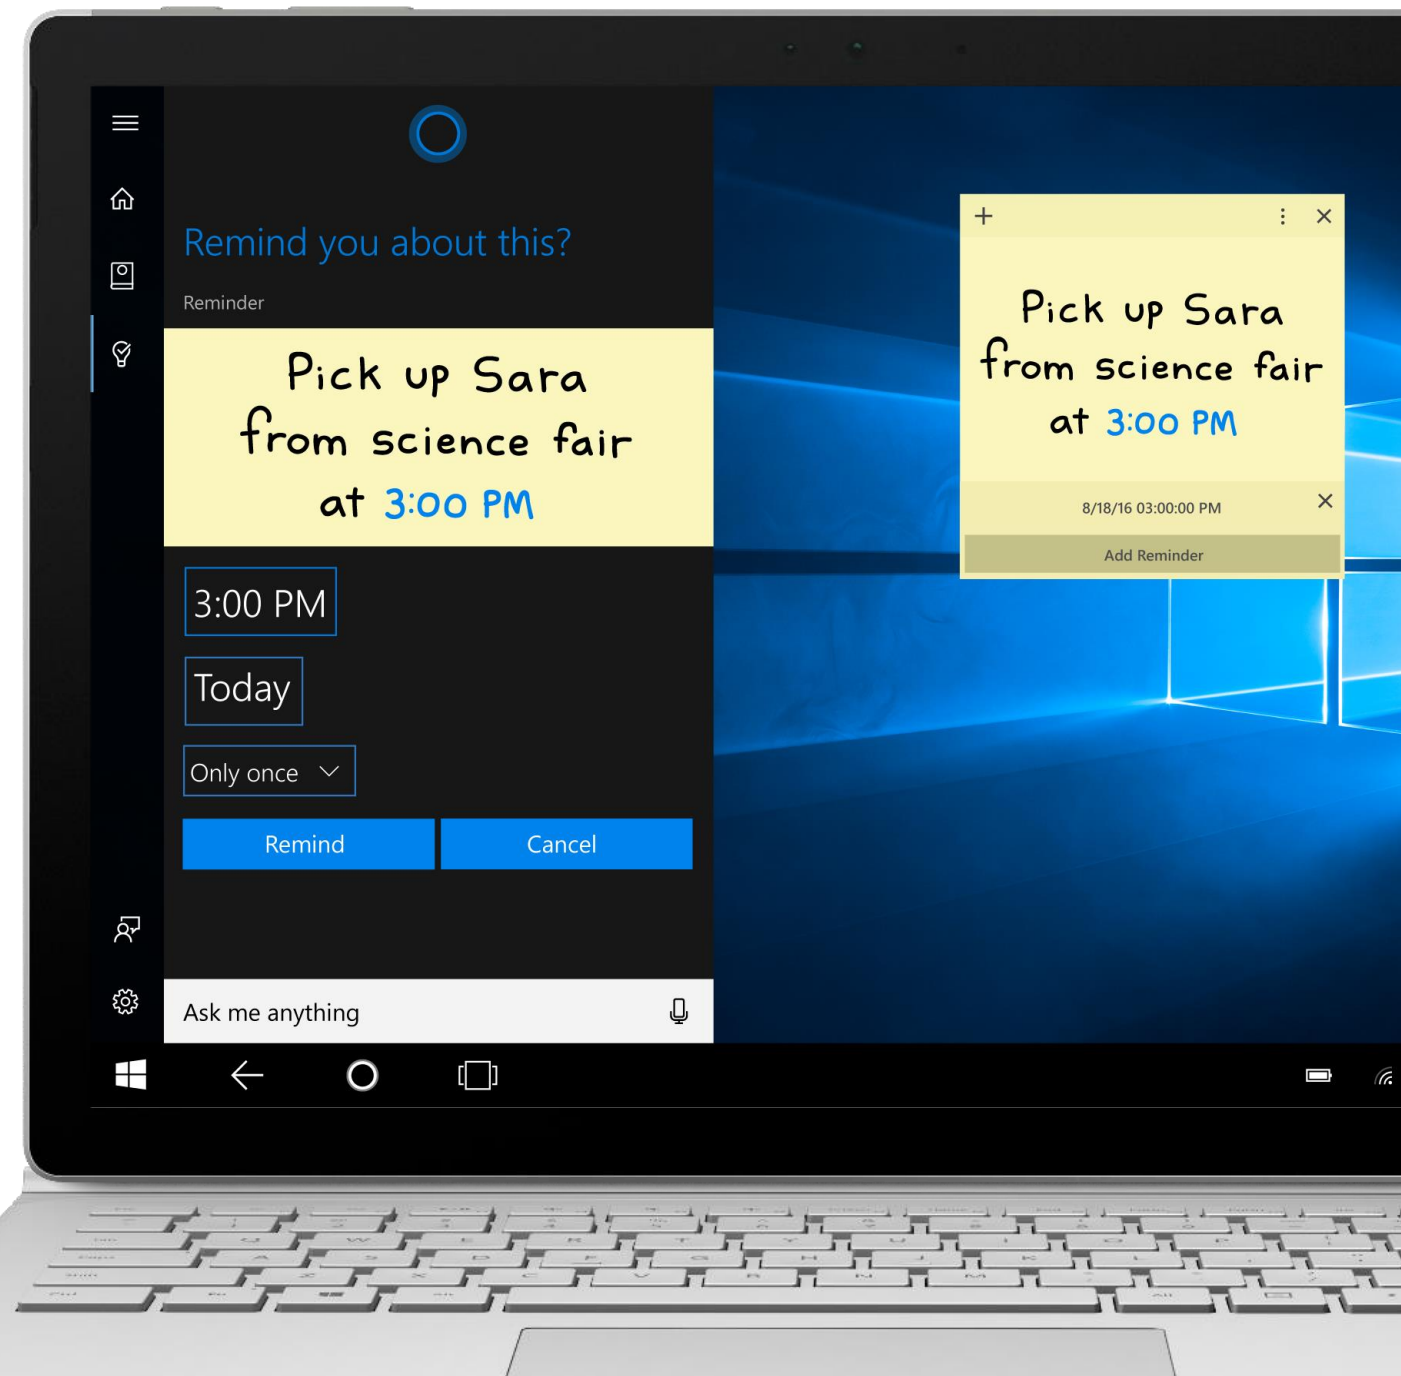 Remind you about this?
Reminder
Pick up Sara
from science fair
at 3:00 PM
3:00 PM
Today
Only once
Remind
Cancel
Ask me anything
Pick up Sara
from science fair
at 3:00 PM
8/18/16 03:00:00 PM
Add Reminder